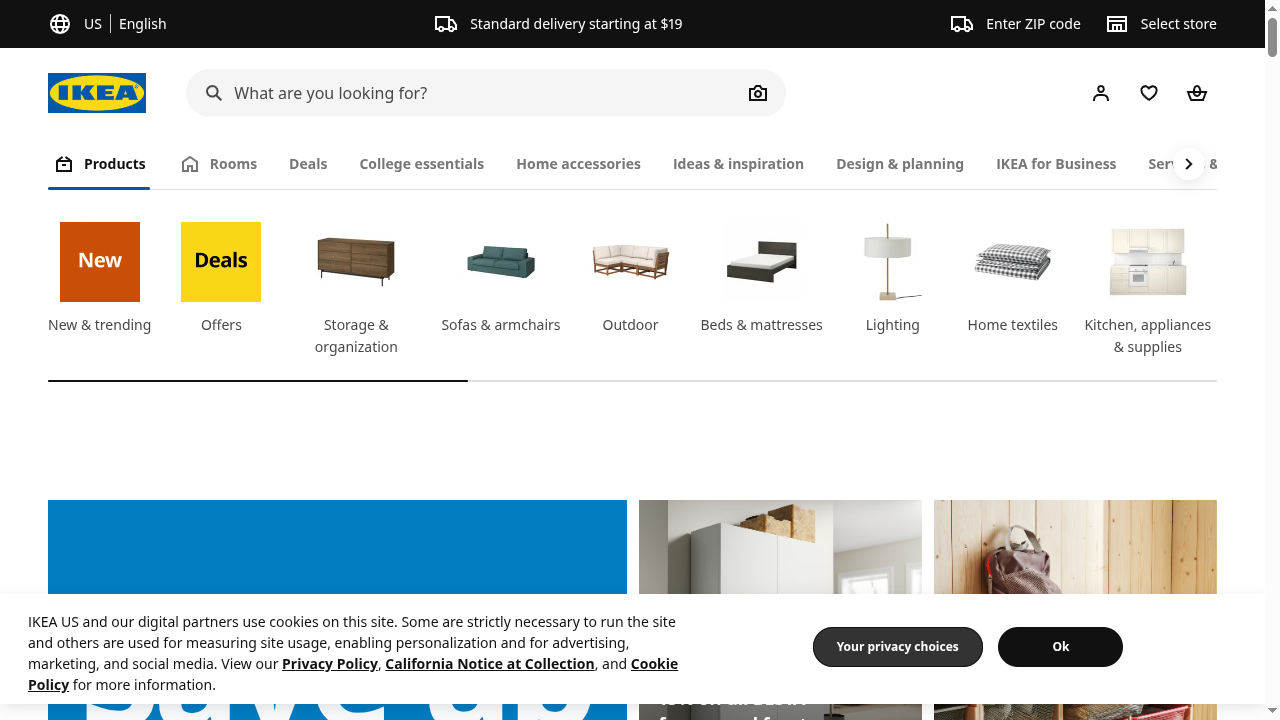 US
English
Standard delivery starting at $19
Enter ZIP code
Select store
IKEA
What are you looking for?
Products
Rooms
Deals
College essentials
Home accessories
Ideas & inspiration
Design & planning
IKEA for Business
&
New
Deals
New & trending
Offers
Storage &
organization
Sofas & armchairs
Outdoor
Beds & mattresses
Lighting
Home textiles
Kitchen, appliances
& supplies
IKEA US and our digital partners use cookies on this site. Some are strictly necessary to run the site
and others are used for measuring site usage, enabling personalization and for advertising,
marketing, and social media. View our Privacy Policy, California Notice at Collection, and Cookie
Policy for more information.
Your privacy choices
Ok